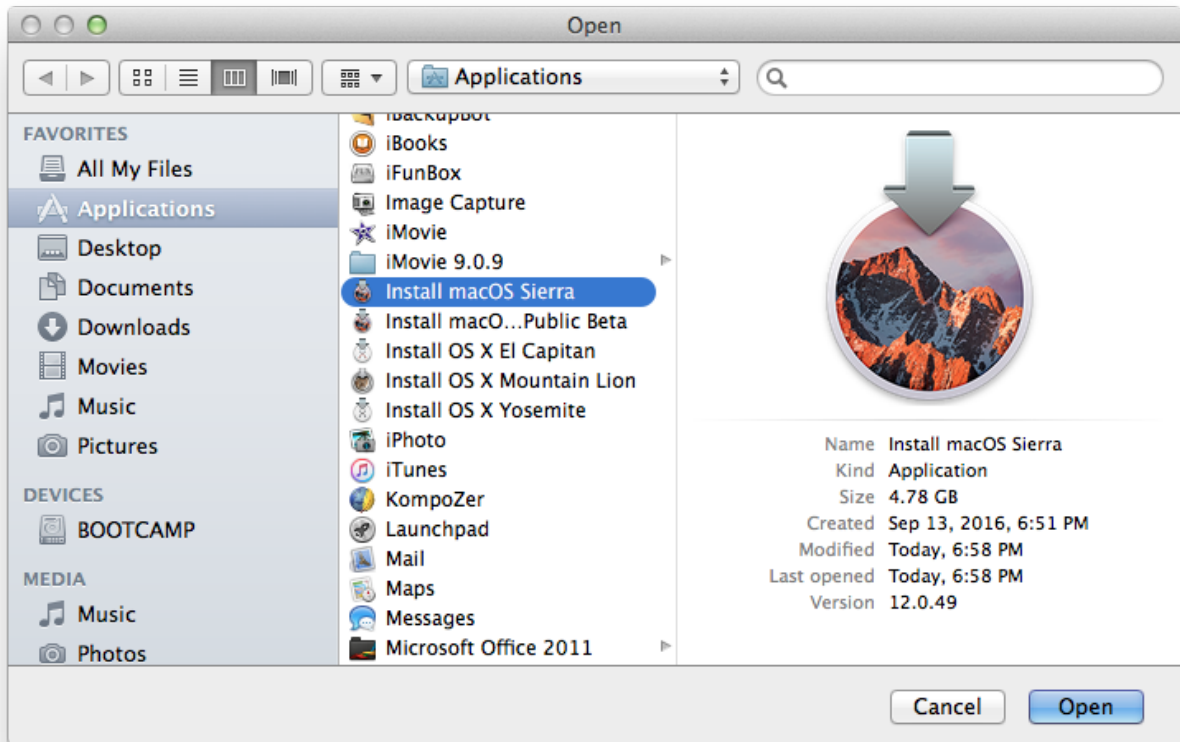 Open
Applications
FAVORITES
All My Files
Applications
Desktop
Documents
Downloads
Movies
Music
Pictures
DEVICES
BOOTCAMP
MEDIA
Music
Photos
iBackupBot
iBooks
iFunBox
Image Capture
iMovie
iMovie 9.0.9
Install macOS Sierra
Install macO...Public Beta
Install OS X El Capitan
Install OS X Mountain Lion
Install OS X Yosemite
iPhoto
iTunes
KompoZer
Launchpad
Mail
Maps
Messages
Microsoft Office 2011
Name Install macOS Sierra
Kind Application
Size 4.78 GB
Created Sep 13, 2016, 6:51 PM
Modified Today, 6:58 PM
Last opened Today, 6:58 PM
Version 12.0.49
Cancel
Open